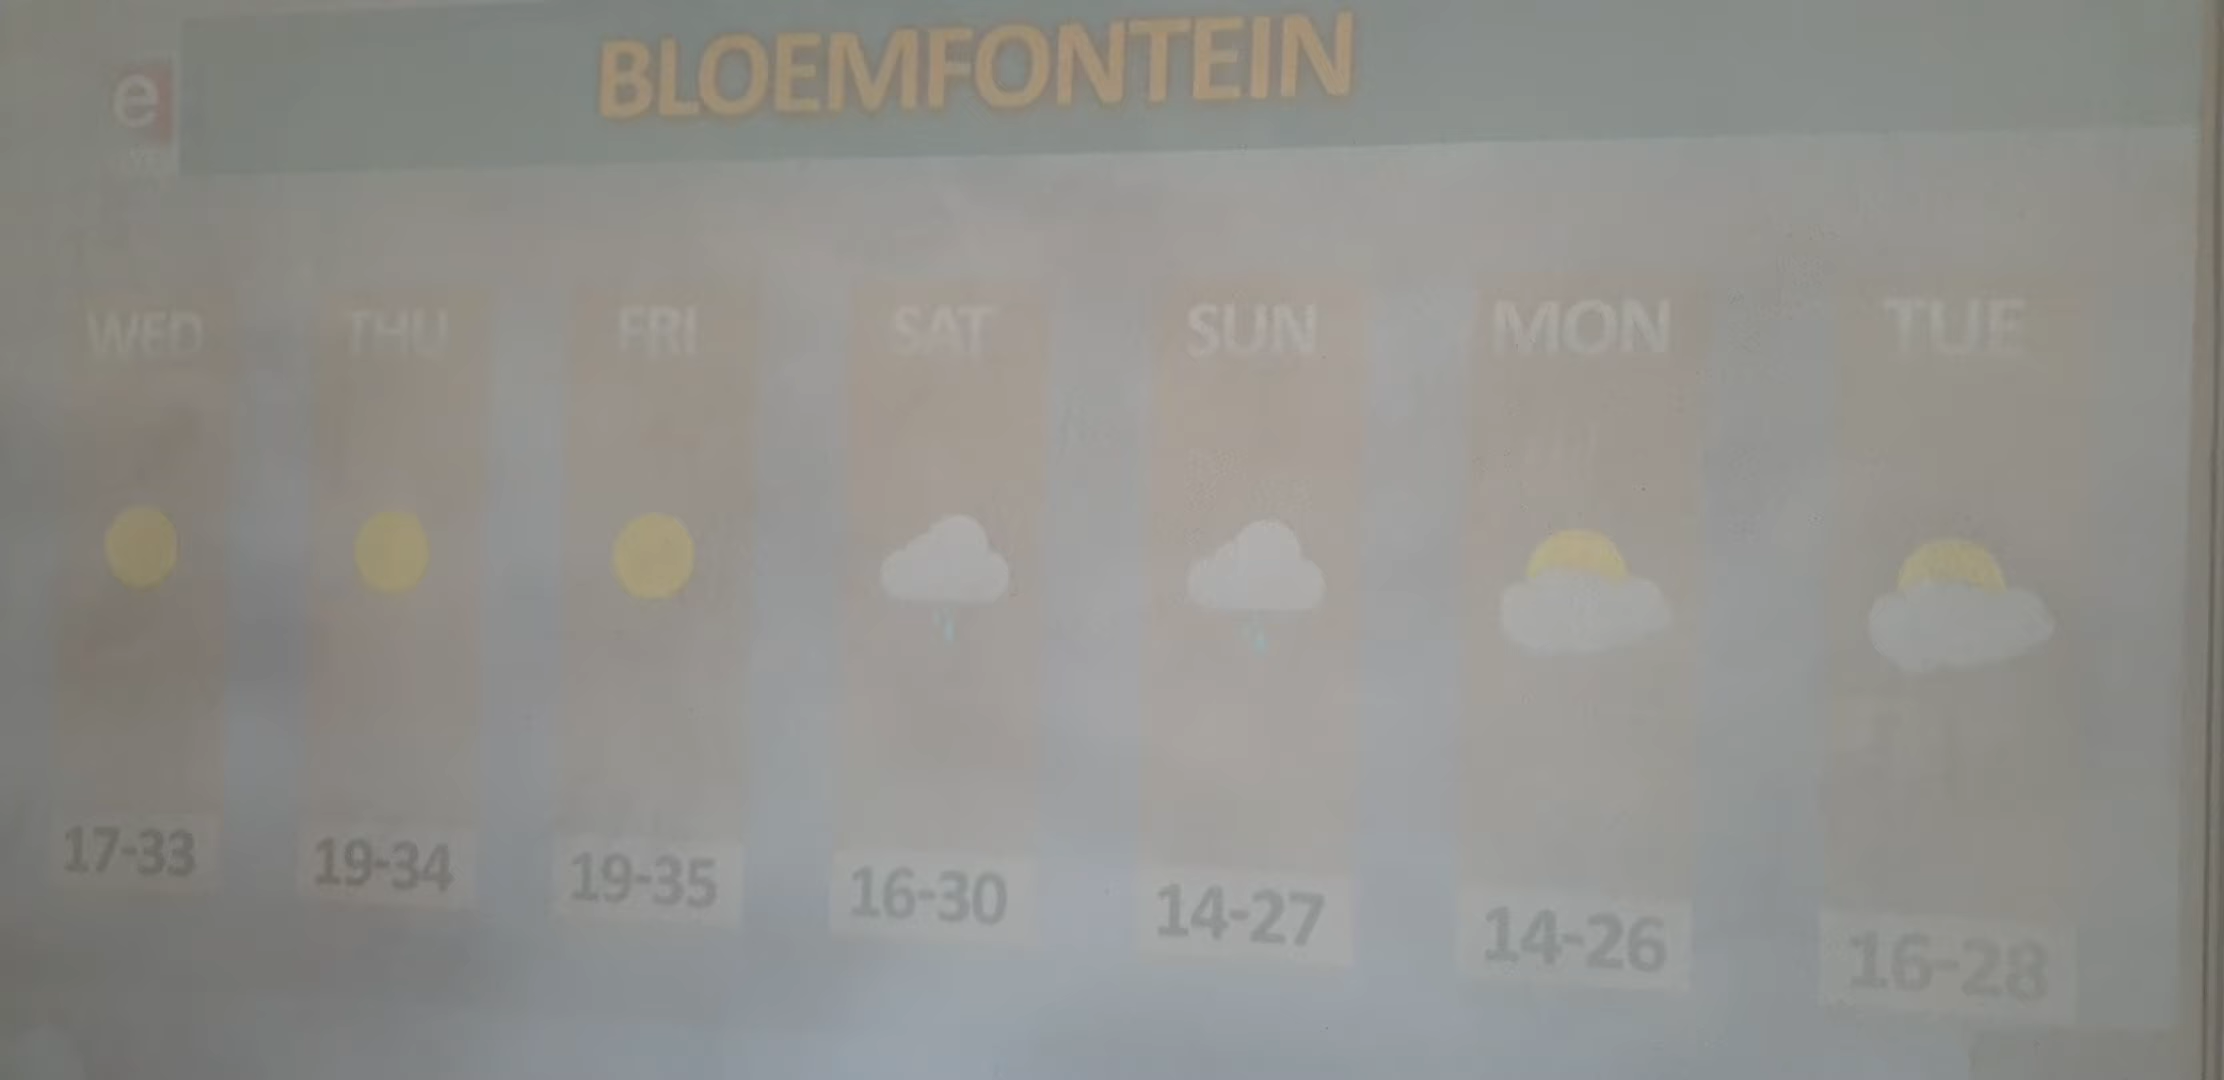 BLOEMFONTEIN
e
WED THU FRI SAT SUN MON TUE
17-33 19-34 19-35 16-30 14-27 14-26 16-28